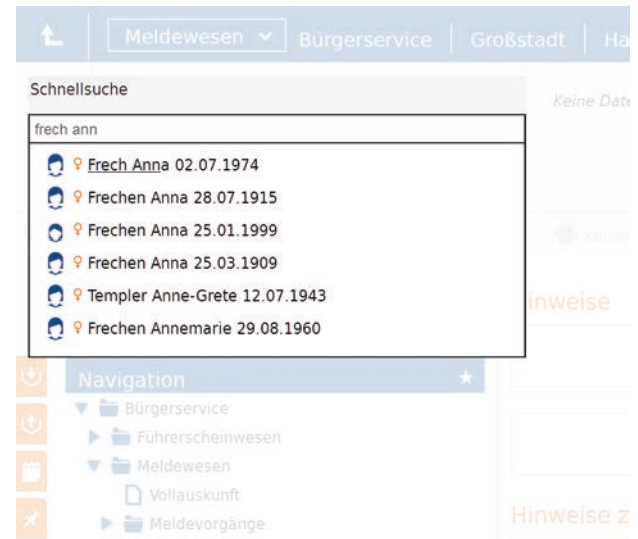 Meldewesen Bürgerservice Großstadt Ha
Schnellsuche
Keine Date
frech ann
Frech Anna 02.07.1974
Frechen Anna 28.07.1915
Frechen Anna 25.01.1999
Frechen Anna 25.03.1909
Templer Anne-Grete 12.07.1943
Frechen Annemarie 29.08.1960
inweise
Navigation
Bürgerservice
Führerscheinwesen
Meldewesen
Vollauskunft
Meldevorgänge
Hinweise z